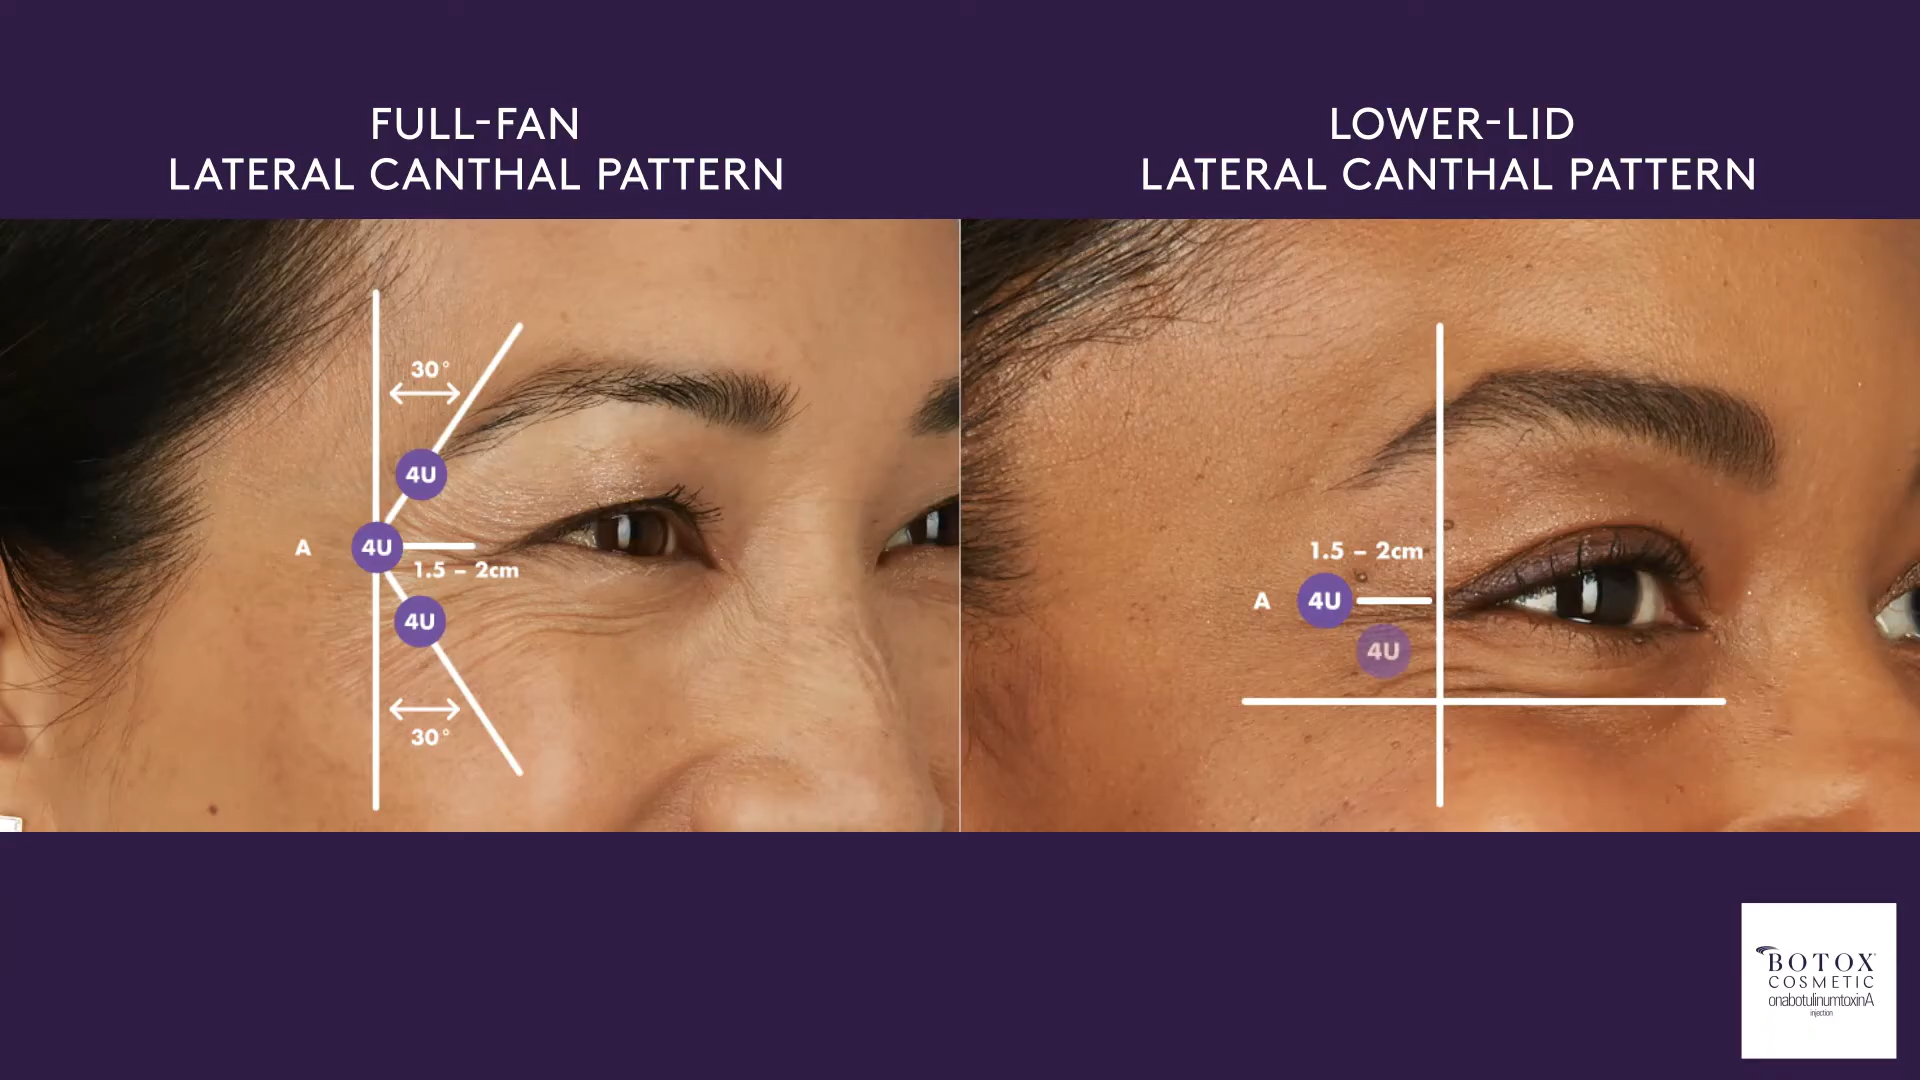 FULL-FAN
LATERAL CANTHAL PATTERN
30°
4U
A 4U
1.5 – 2cm
4U
30°
LOWER-LID
LATERAL CANTHAL PATTERN
1.5 – 2cm
A 4U
4U
BOTOX
COSMETIC
onabotulinumtoxinA
injection